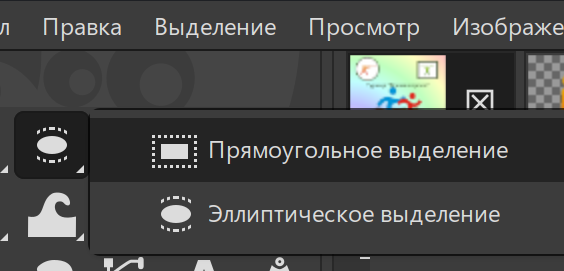 л Правка Выделение Просмотр Изображе
Прямоугольное выделение
Эллиптическое выделение